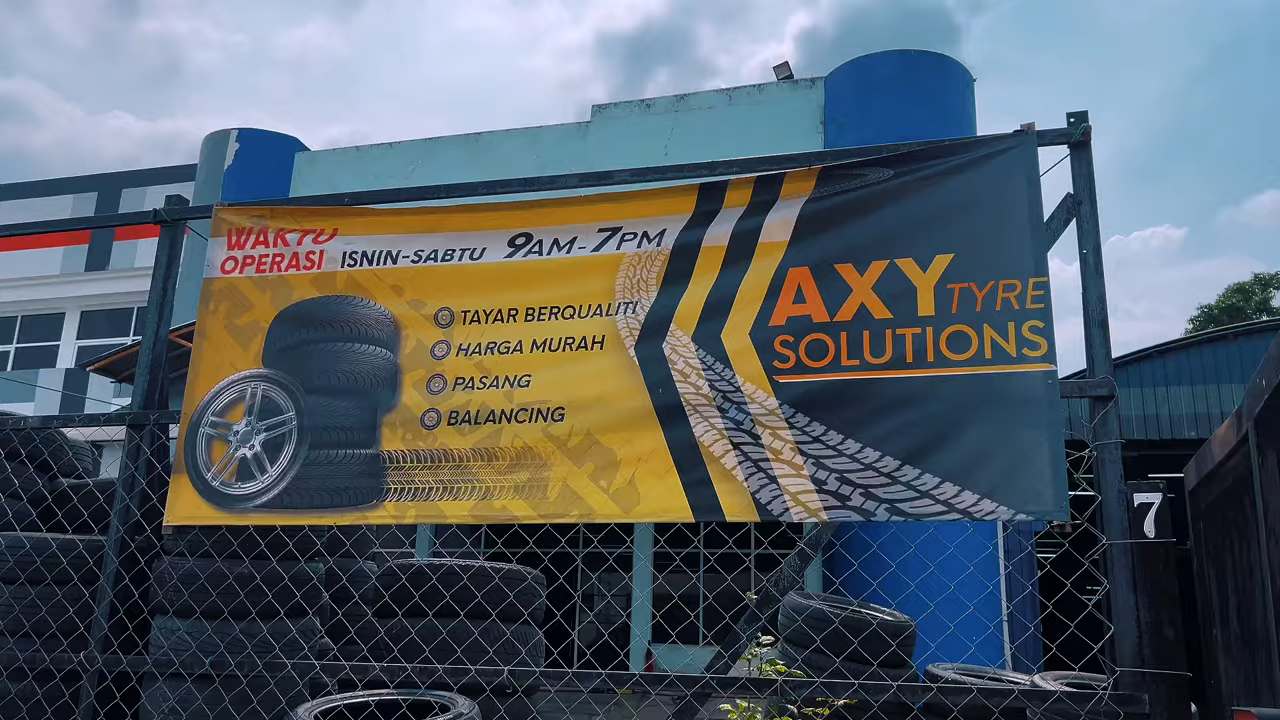 WAKTU
OPERASI ISNIN-SABTU 9AM-7PM
TAYAR BERQUALITI
HARGA MURAH
PASANG
BALANCING
AXY TYRE
SOLUTIONS
7